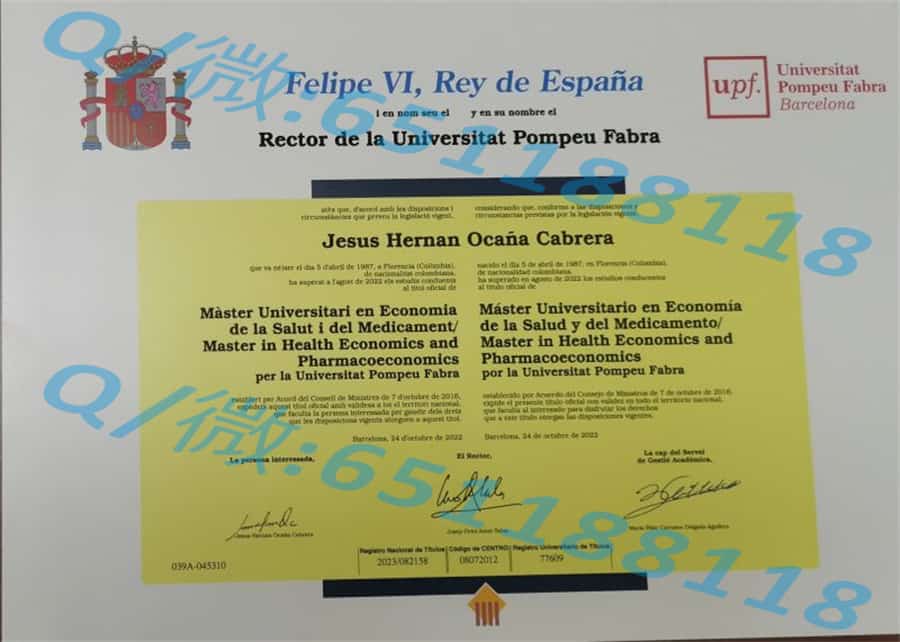 Q/微:65118811 8
Felipe VI, Rey de España
upf.
Universitat
Pompeu Fabra
Barcelona
i en nom seu el y en su nombre el
Rector de la Universitat Pompeu Fabra
atès que, d'acord amb les disposicions i
circumstàncies que preveu la legislació vigent,
considerando que, conforme a las disposiciones y
circunstancias previstas por la legislación vigente,
Jesus Hernan Ocaña Cabrera
que va néixer el dia 5 d'abril de 1987, a Florencia (Colòmbia),
de nacionalitat colombiana,
ha superat a l'agost de 2022 els estudis conduents
al títol oficial de
nacido el día 5 de abril de 1987, en Florencia (Colombia),
de nacionalidad colombiana,
ha superado en agosto de 2022 los estudios conducentes
al título oficial de
Màster Universitari en Economia
de la Salut i del Medicament/
Master in Health Economics and
Pharmacoeconomics
per la Universitat Pompeu Fabra
Máster Universitario en Economía
de la Salud y del Medicamento/
Master in Health Economics and
Pharmacoeconomics
por la Universitat Pompeu Fabra
establert per Acord del Consell de Ministres de 7 d'octubre de 2016,
expedeix aquest títol oficial amb validesa a tot el territori nacional,
que faculta la persona interessada per gaudir dels drets
que les disposicions vigents atorguen a aquest títol.
establecido por Acuerdo del Consejo de Ministros de 7 de octubre de 2016,
expide el presente título oficial con validez en todo el territorio nacional,
que faculta al interesado para disfrutar los derechos
que a este título otorgan las disposiciones vigentes.
Barcelona, 24 d'octubre de 2022
Barcelona, 24 de octubre de 2022
La persona interessada,
El Rector,
La cap del Servei
de Gestió Acadèmica,
Jesus Hernan Ocaña Cabrera
Registro Nacional de Títulos
Código de CENTRO
Registro Universitario de Títulos
2023/082158
08072012
77609
039A-045310
Q/微:65118811 8